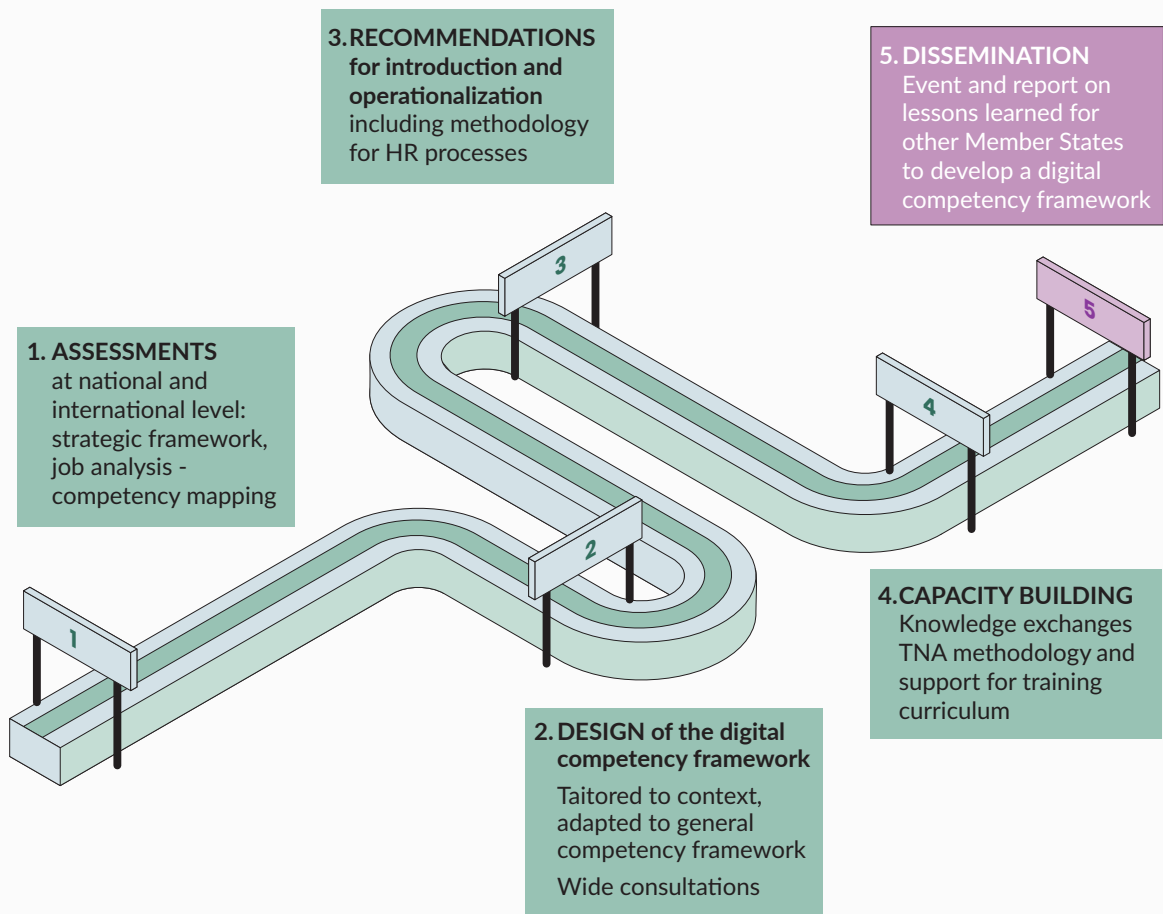 1. ASSESSMENTS
at national and
international level:
strategic framework,
job analysis -
competency mapping
2. DESIGN of the digital
competency framework
Taitored to context,
adapted to general
competency framework
Wide consultations
3. RECOMMENDATIONS
for introduction and
operationalization
including methodology
for HR processes
4. CAPACITY BUILDING
Knowledge exchanges
TNA methodology and
support for training
curriculum
5. DISSEMINATION
Event and report on
lessons learned for
other Member States
to develop a digital
competency framework
1
2
3
4
5